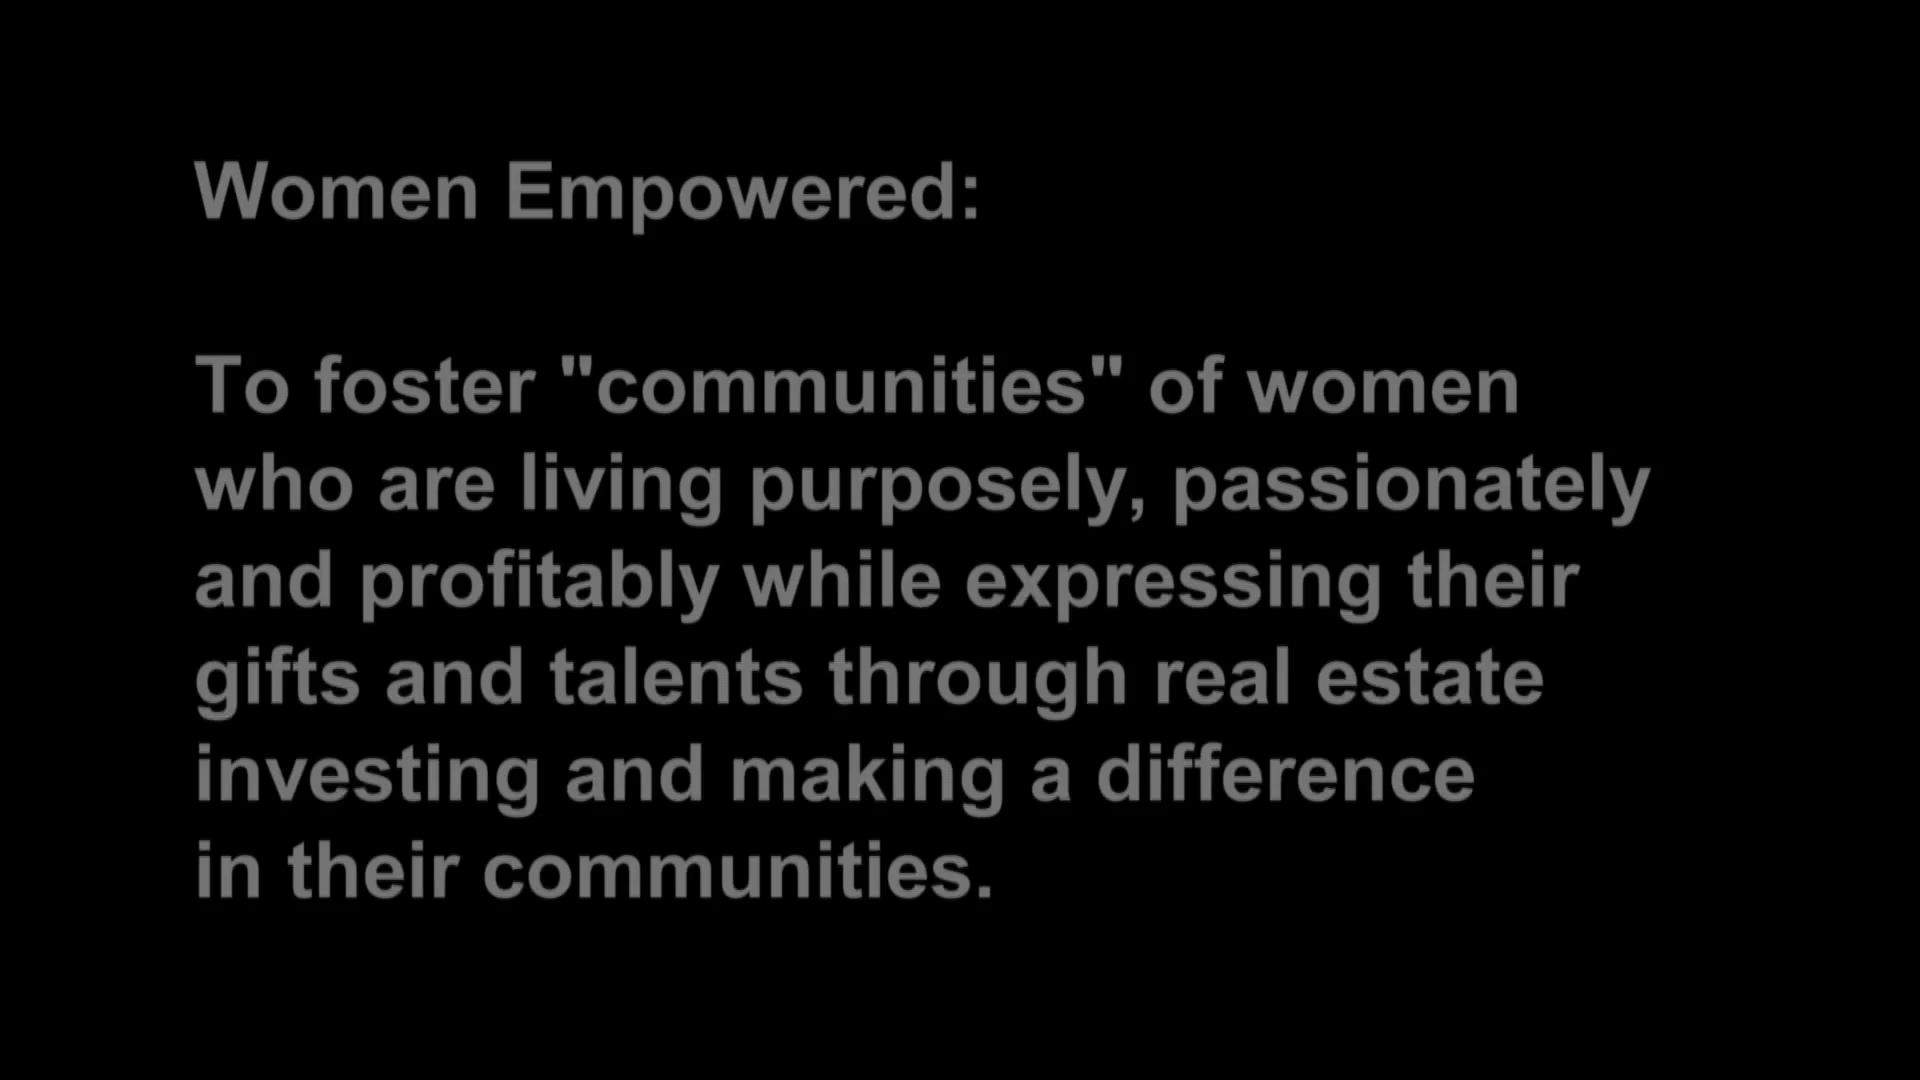 Women Empowered:
To foster "communities" of women
who are living purposely, passionately
and profitably while expressing their
gifts and talents through real estate
investing and making a difference
in their communities.